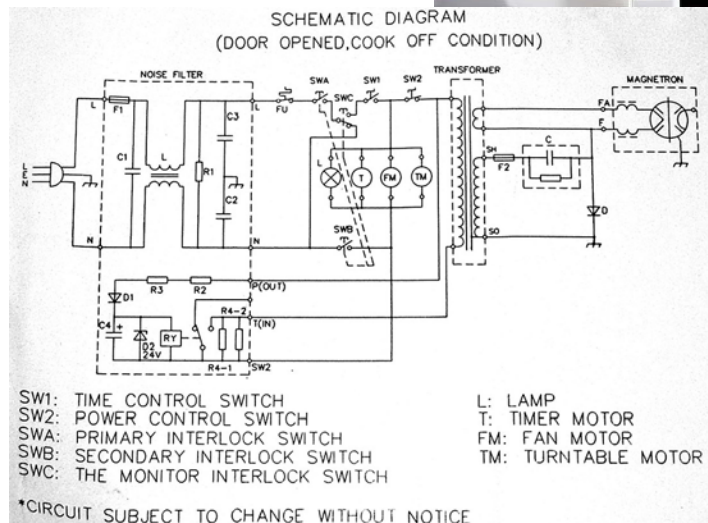 SCHEMATIC DIAGRAM
(DOOR OPENED,COOK OFF CONDITION)
NOISE FILTER
SWA
SWC
SW1
SW2
TRANSFORMER
MAGNETRON
L
F1
L
FU
FA
F
C3
C1
L
R1
L
T
FM
TM
SH
F2
C
L
E
N
C2
D
SWB
N
N
SO
R3
R2
P(OUT)
D1
R4-2
T(IN)
C4
+
RY
D2
24V
R4-1
SW2
SW1: TIME CONTROL SWITCH
SW2: POWER CONTROL SWITCH
SWA: PRIMARY INTERLOCK SWITCH
SWB: SECONDARY INTERLOCK SWITCH
SWC: THE MONITOR INTERLOCK SWITCH
L: LAMP
T: TIMER MOTOR
FM: FAN MOTOR
TM: TURNTABLE MOTOR
*CIRCUIT SUBJECT TO CHANGE WITHOUT NOTICE